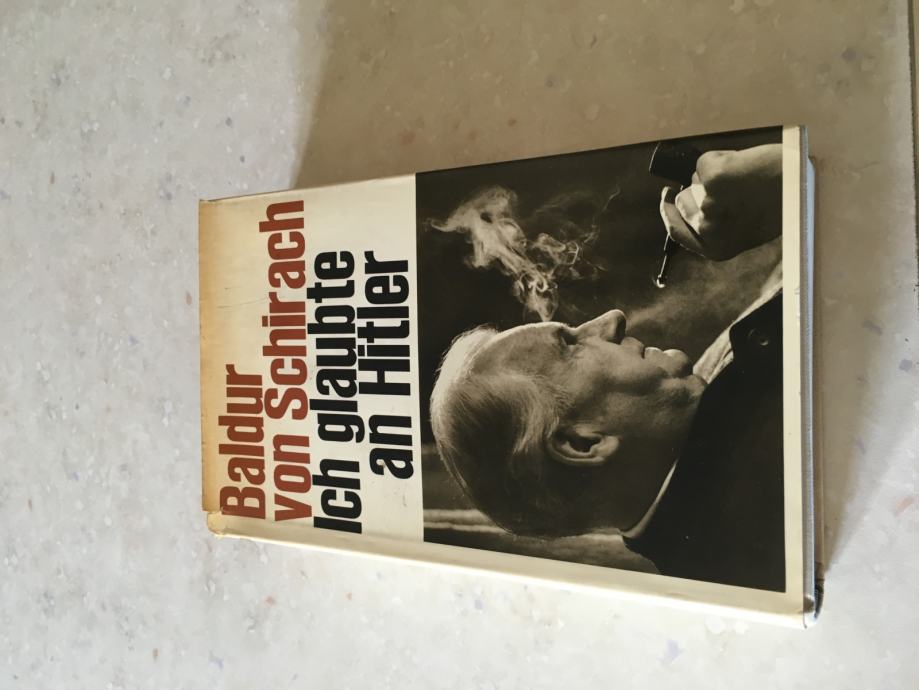 Baldur
von Schirach
Ich glaubte
an Hitler